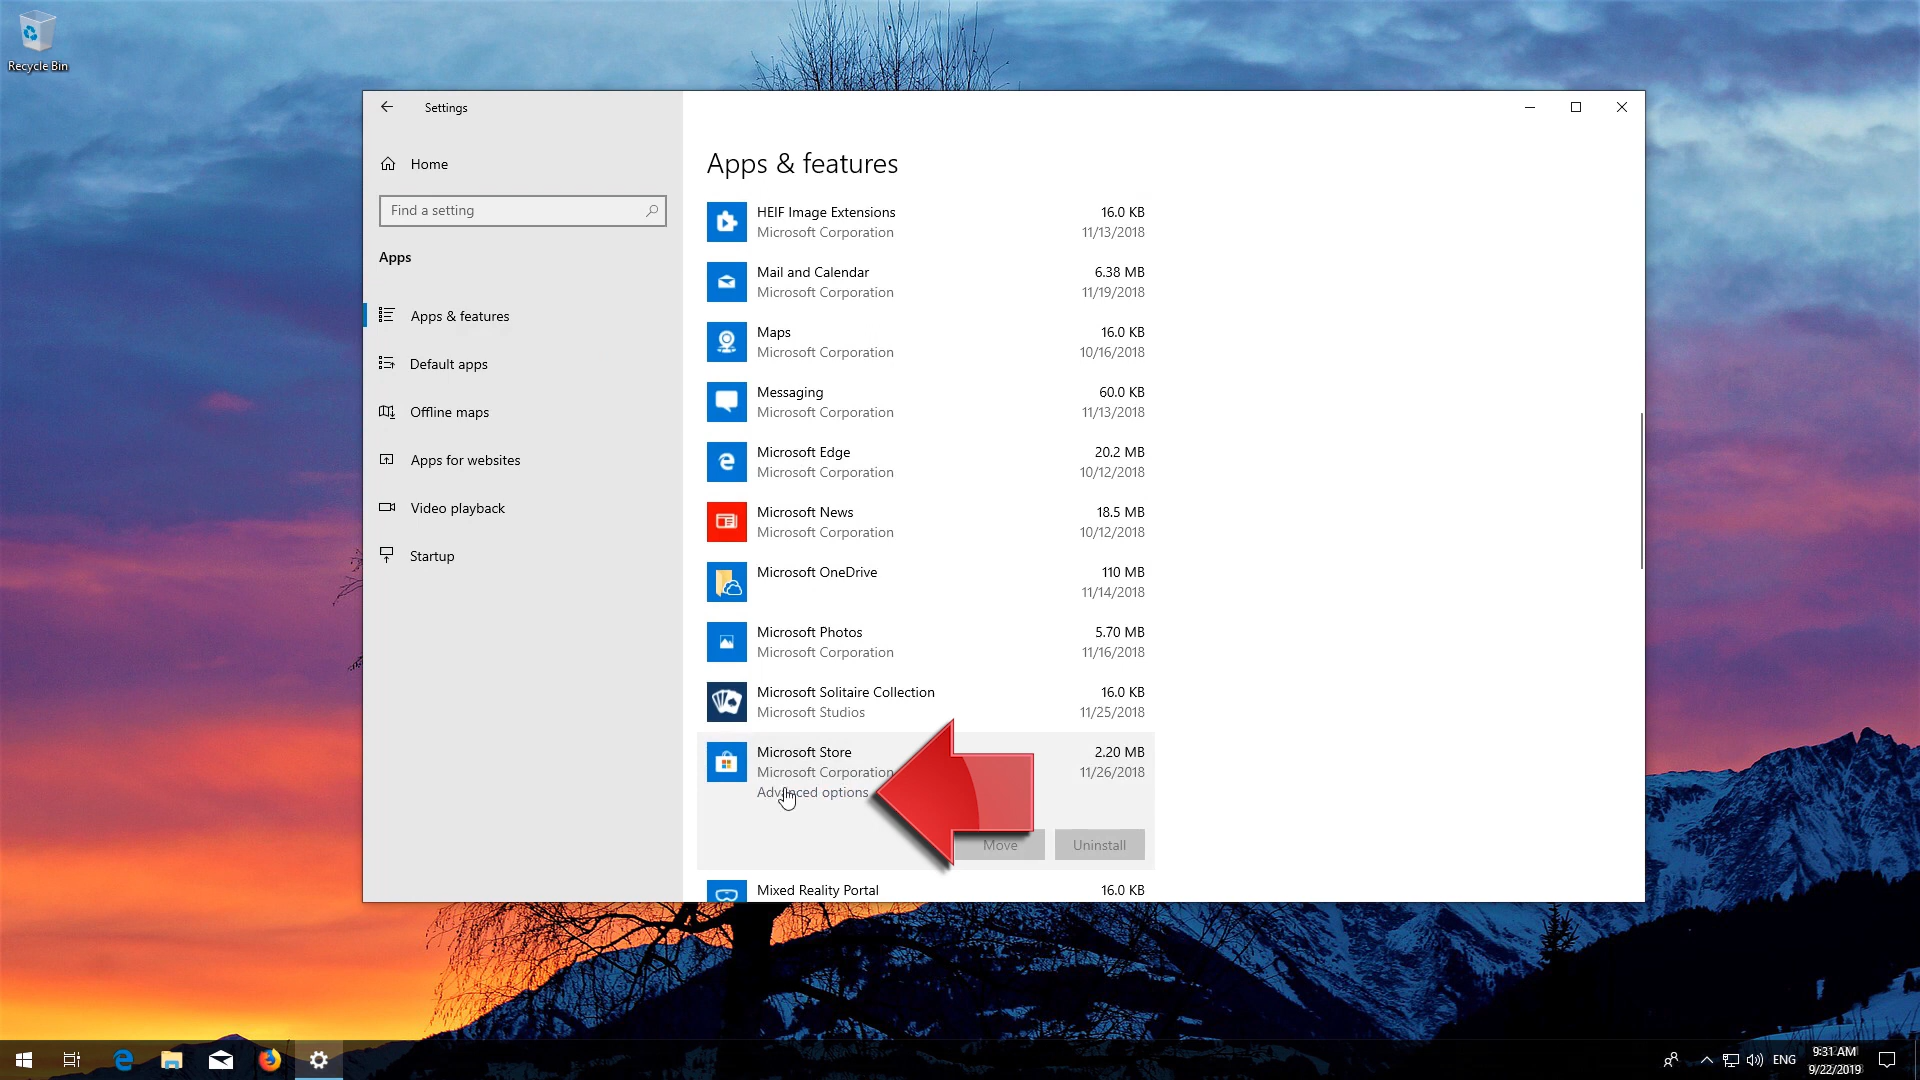 Recycle Bin
Settings
Home
Find a setting
Apps
Apps & features
Default apps
Offline maps
Apps for websites
Video playback
Startup
Apps & features
HEIF Image Extensions 16.0 KB
Microsoft Corporation 11/13/2018
Mail and Calendar 6.38 MB
Microsoft Corporation 11/19/2018
Maps 16.0 KB
Microsoft Corporation 10/16/2018
Messaging 60.0 KB
Microsoft Corporation 11/13/2018
Microsoft Edge 20.2 MB
Microsoft Corporation 10/12/2018
Microsoft News 18.5 MB
Microsoft Corporation 10/12/2018
Microsoft OneDrive 110 MB
11/14/2018
Microsoft Photos 5.70 MB
Microsoft Corporation 11/16/2018
Microsoft Solitaire Collection 16.0 KB
Microsoft Studios 11/25/2018
Microsoft Store 2.20 MB
Microsoft Corporation 11/26/2018
Advanced options
Move Uninstall
Mixed Reality Portal 16.0 KB
ENG
9:31 AM
9/22/2019